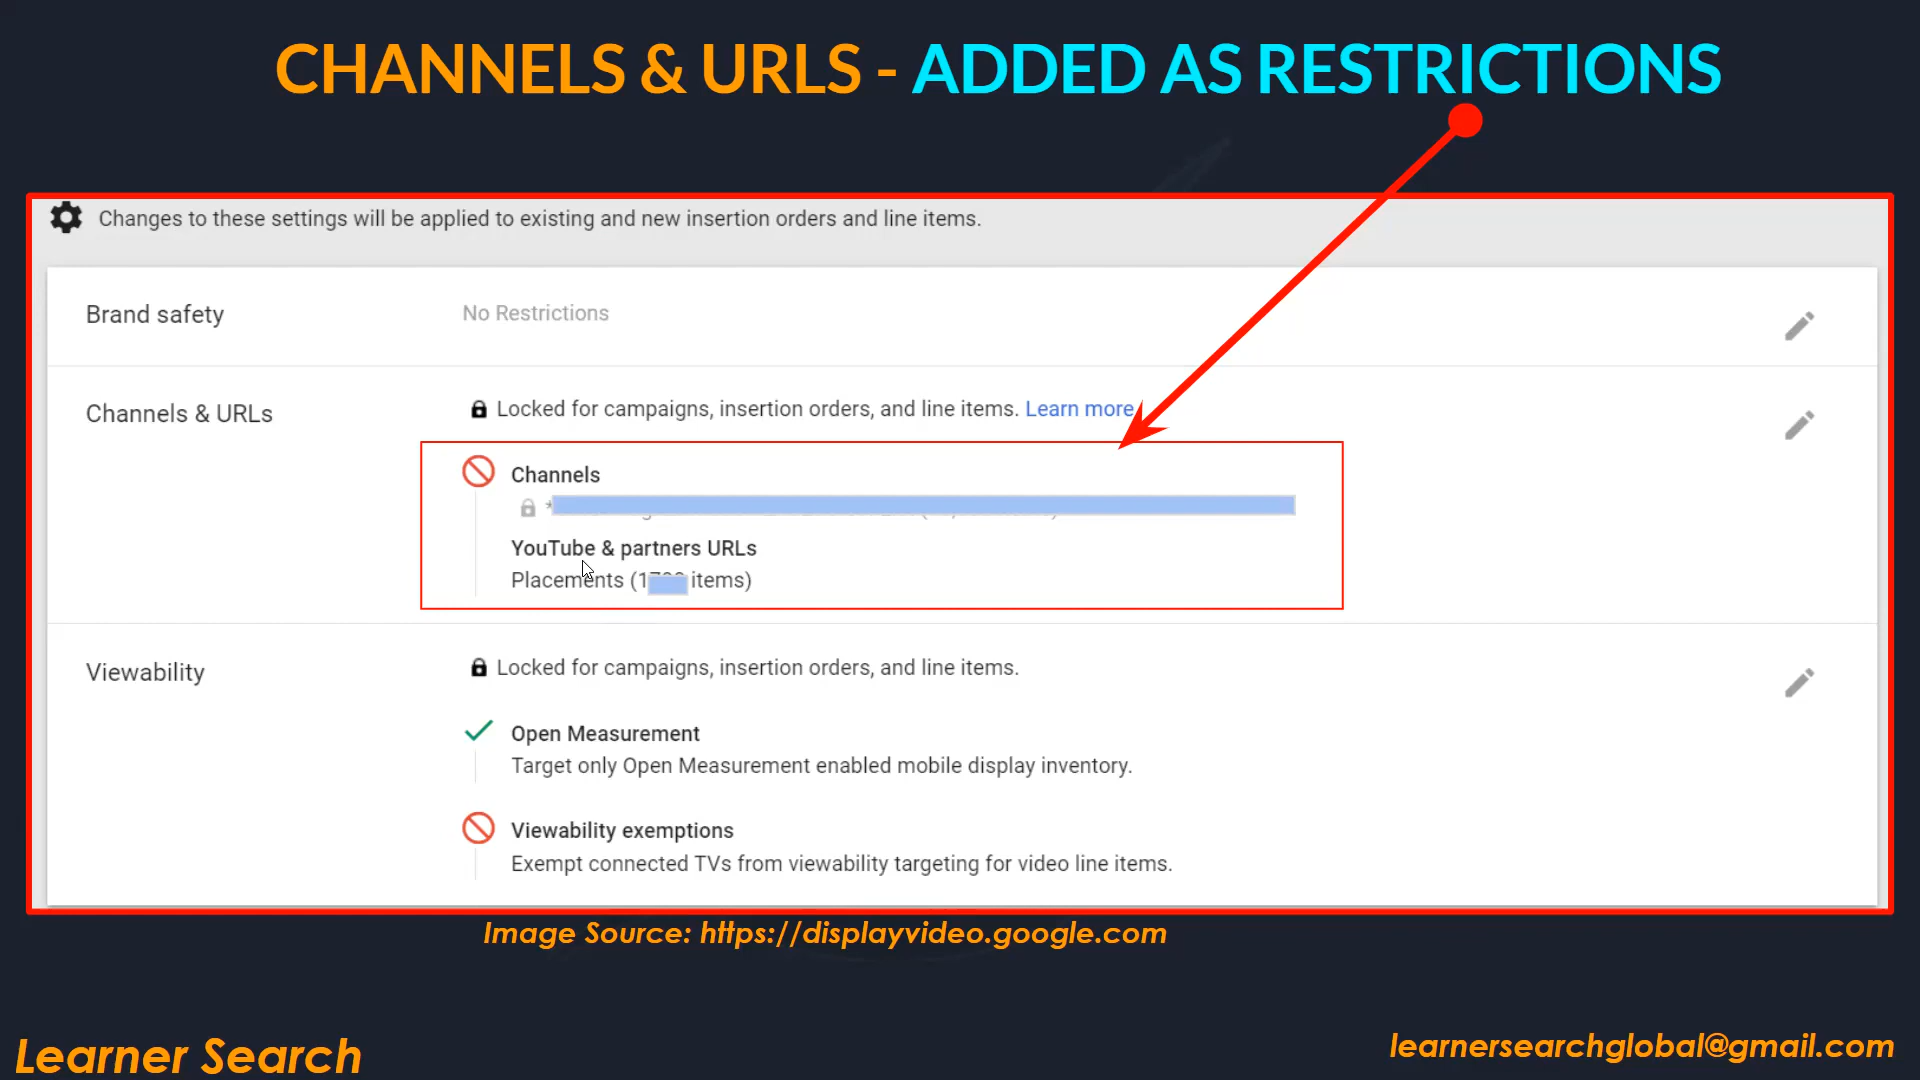 CHANNELS & URLS - ADDED AS RESTRICTIONS
Changes to these settings will be applied to existing and new insertion orders and line items.
Brand safety
No Restrictions
Channels & URLs
Locked for campaigns, insertion orders, and line items. Learn more
Channels
*
YouTube & partners URLs
Placements ( items)
Viewability
Locked for campaigns, insertion orders, and line items.
Open Measurement
Target only Open Measurement enabled mobile display inventory.
Viewability exemptions
Exempt connected TVs from viewability targeting for video line items.
Image Source: https://displayvideo.google.com
Learner Search
learnersearchglobal@gmail.com